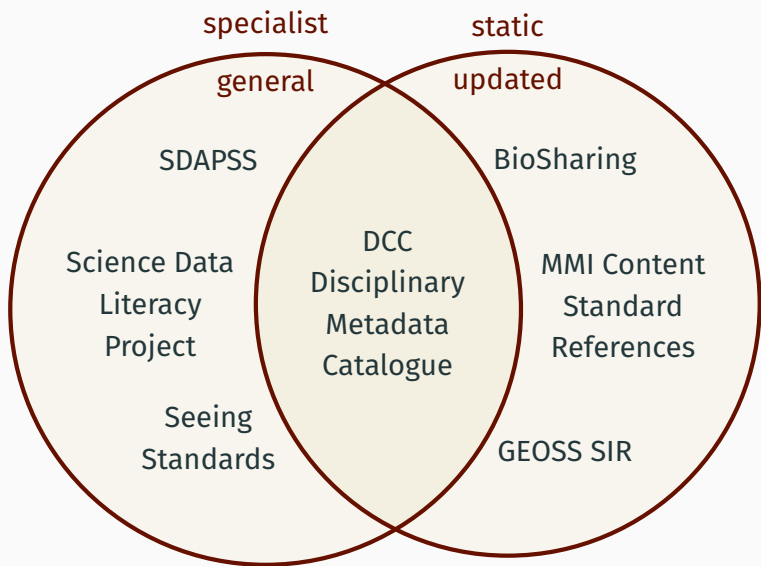 specialist
static
general
updated
SDAPSS
BioSharing
Science Data
Literacy
Project
DCC
Disciplinary
Metadata
Catalogue
MMI Content
Standard
References
Seeing
Standards
GEOSS SIR